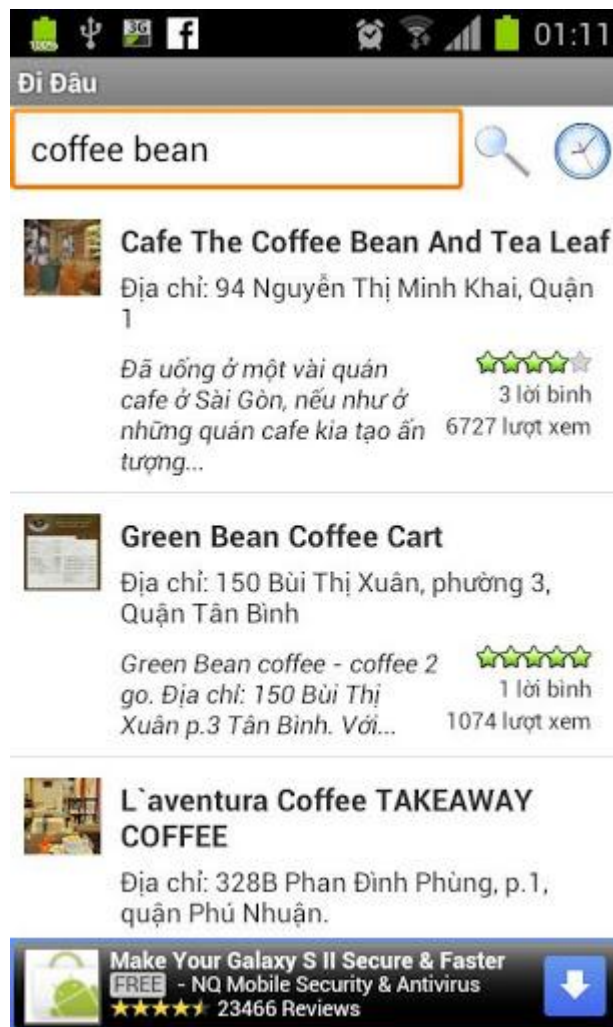 100%
3G
f
01:11
Đi Đâu
coffee bean
Cafe The Coffee Bean And Tea Leaf
Địa chỉ: 94 Nguyễn Thị Minh Khai, Quận
1
Đã uống ở một vài quán
cafe ở Sài Gòn, nếu như ở
những quán cafe kia tạo ấn
tượng...
3 lời bình
6727 lượt xem
Green Bean Coffee Cart
Địa chỉ: 150 Bùi Thị Xuân, phường 3,
Quận Tân Bình
Green Bean coffee - coffee 2
go. Địa chỉ: 150 Bùi Thị
Xuân p.3 Tân Bình. Với...
1 lời bình
1074 lượt xem
L`aventura Coffee TAKEAWAY
COFFEE
Địa chỉ: 328B Phan Đình Phùng, p.1,
quận Phú Nhuận.
Make Your Galaxy S II Secure & Faster
FREE - NQ Mobile Security & Antivirus
23466 Reviews